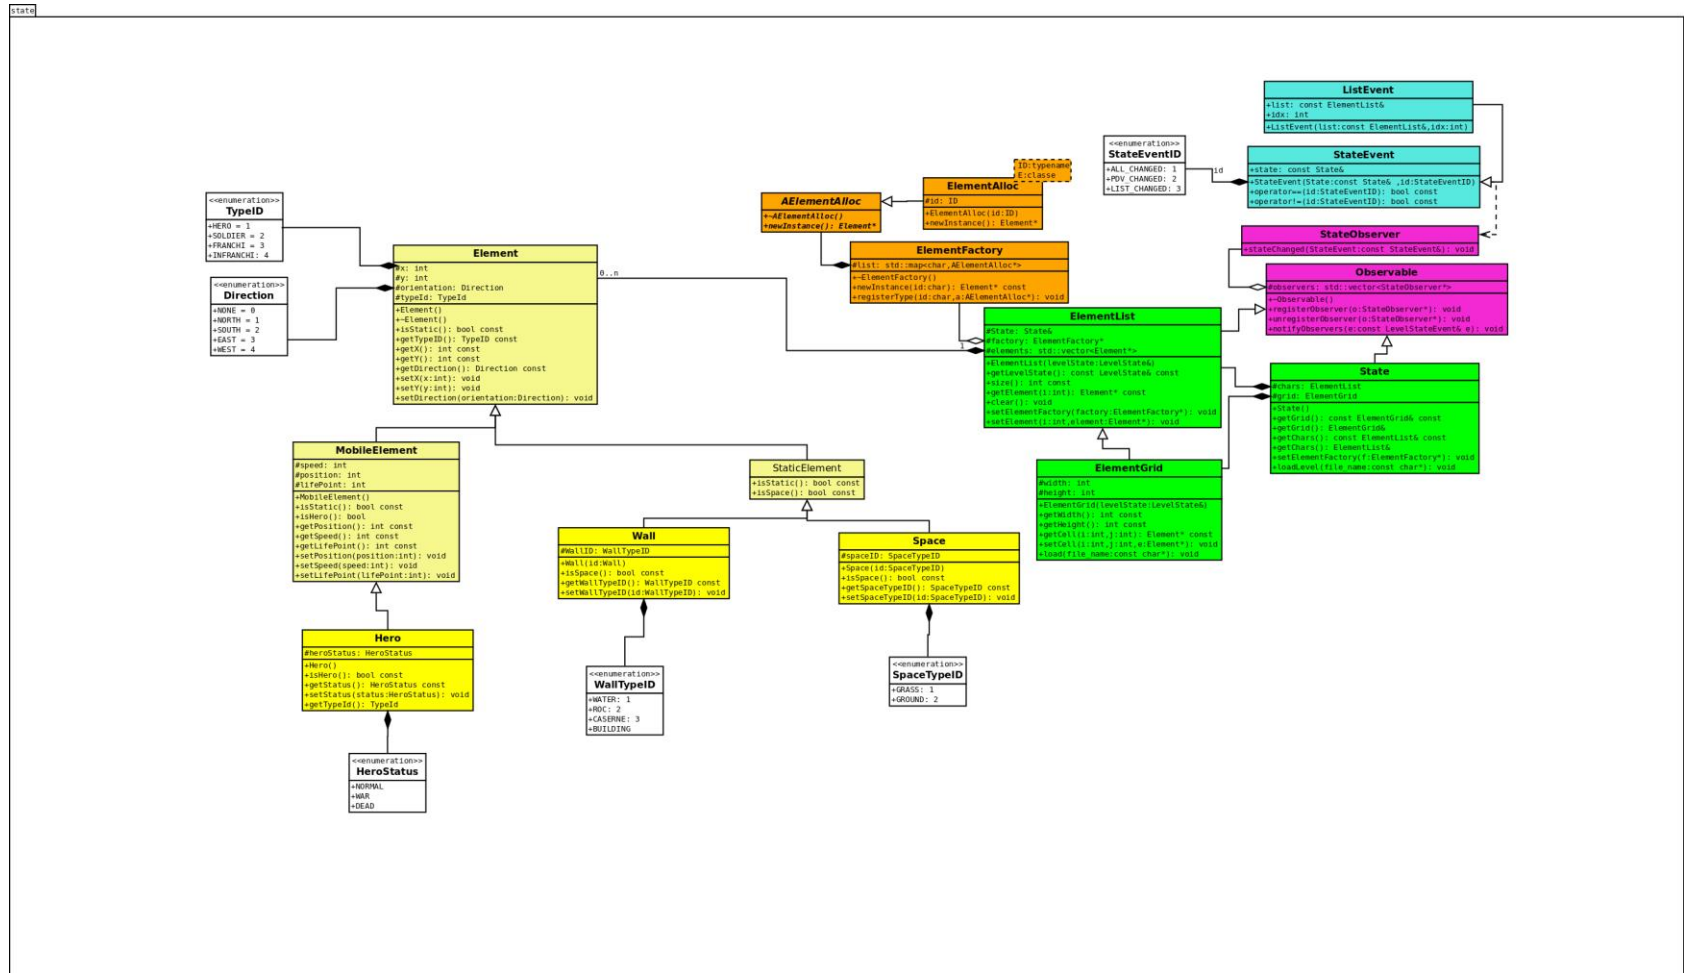 state
ListEvent
+list: const ElementList&
+idx: int
+ListEvent(list:const ElementList&,idx:int)
<<enumeration>>
StateEventID
+ALL_CHANGED: 1
+PDV_CHANGED: 2
+LIST_CHANGED: 3
id
StateEvent
+state: const State&
+StateEvent(State:const State& ,id:StateEventID)
+operator==(id:StateEventID): bool const
+operator!=(id:StateEventID): bool const
ID:typename
E:classe
ElementAlloc
#id: ID
+ElementAlloc(id:ID)
+newInstance(): Element*
AElementAlloc
+~AElementAlloc()
+newInstance(): Element*
<<enumeration>>
TypeID
+HERO = 1
+SOLDIER = 2
+FRANCHI = 3
+INFRANCHI: 4
StateObserver
+stateChanged(StateEvent:const StateEvent&): void
ElementFactory
#list: std::map<char,AElementAlloc*>
+~ElementFactory()
+newInstance(id:char): Element* const
+registerType(id:char,a:AElementAlloc*): void
Element
#x: int
#y: int
#orientation: Direction
#typeId: TypeId
+Element()
+~Element()
+isStatic(): bool const
+getTypeID(): TypeID const
+getX(): int const
+getY(): int const
+getDirection(): Direction const
+setX(x:int): void
+setY(y:int): void
+setDirection(orientation:Direction): void
0..n
1
Observable
#observers: std::vector<StateObserver*>
+~Observable()
+registerObserver(o:StateObserver*): void
+unregisterObserver(o:StateObserver*): void
+notifyObservers(e:const LevelStateEvent& e): void
<<enumeration>>
Direction
+NONE = 0
+NORTH = 1
+SOUTH = 2
+EAST = 3
+WEST = 4
ElementList
#State: State&
#factory: ElementFactory*
#elements: std::vector<Element*>
+ElementList(levelState:LevelState&)
+getLevelState(): const LevelState& const
+size(): int const
+getElement(i:int): Element* const
+clear(): void
+setElementFactory(factory:ElementFactory*): void
+setElement(i:int,element:Element*): void
State
#chars: ElementList
#grid: ElementGrid
+State()
+getGrid(): const ElementGrid& const
+getGrid(): ElementGrid&
+getChars(): const ElementList& const
+getChars(): ElementList&
+setElementFactory(f:ElementFactory*): void
+loadLevel(file_name:const char*): void
MobileElement
#speed: int
#position: int
#lifePoint: int
+MobileElement()
+isStatic(): bool const
+isHero(): bool
+getPosition(): int const
+getSpeed(): int const
+getLifePoint(): int const
+setPosition(position:int): void
+setSpeed(speed:int): void
+setLifePoint(lifePoint:int): void
StaticElement
+isStatic(): bool const
+isSpace(): bool const
ElementGrid
#width: int
#height: int
+ElementGrid(levelState:LevelState&)
+getWidth(): int const
+getHeight(): int const
+getCell(i:int,j:int): Element* const
+setCell(i:int,j:int,e:Element*): void
+load(file_name:const char*): void
Wall
#WallID: WallTypeID
+Wall(id:Wall)
+isSpace(): bool const
+getWallTypeID(): WallTypeID const
+setWallTypeID(id:WallTypeID): void
Space
#spaceID: SpaceTypeID
+Space(id:SpaceTypeID)
+isSpace(): bool const
+getSpaceTypeID(): SpaceTypeID const
+setSpaceTypeID(id:SpaceTypeID): void
Hero
#heroStatus: HeroStatus
+Hero()
+isHero(): bool const
+getStatus(): HeroStatus const
+setStatus(status:HeroStatus): void
+getTypeId(): TypeId
<<enumeration>>
WallTypeID
+WATER: 1
+ROC: 2
+CASERNE: 3
+BUILDING
<<enumeration>>
SpaceTypeID
+GRASS: 1
+GROUND: 2
<<enumeration>>
HeroStatus
+NORMAL
+WAR
+DEAD